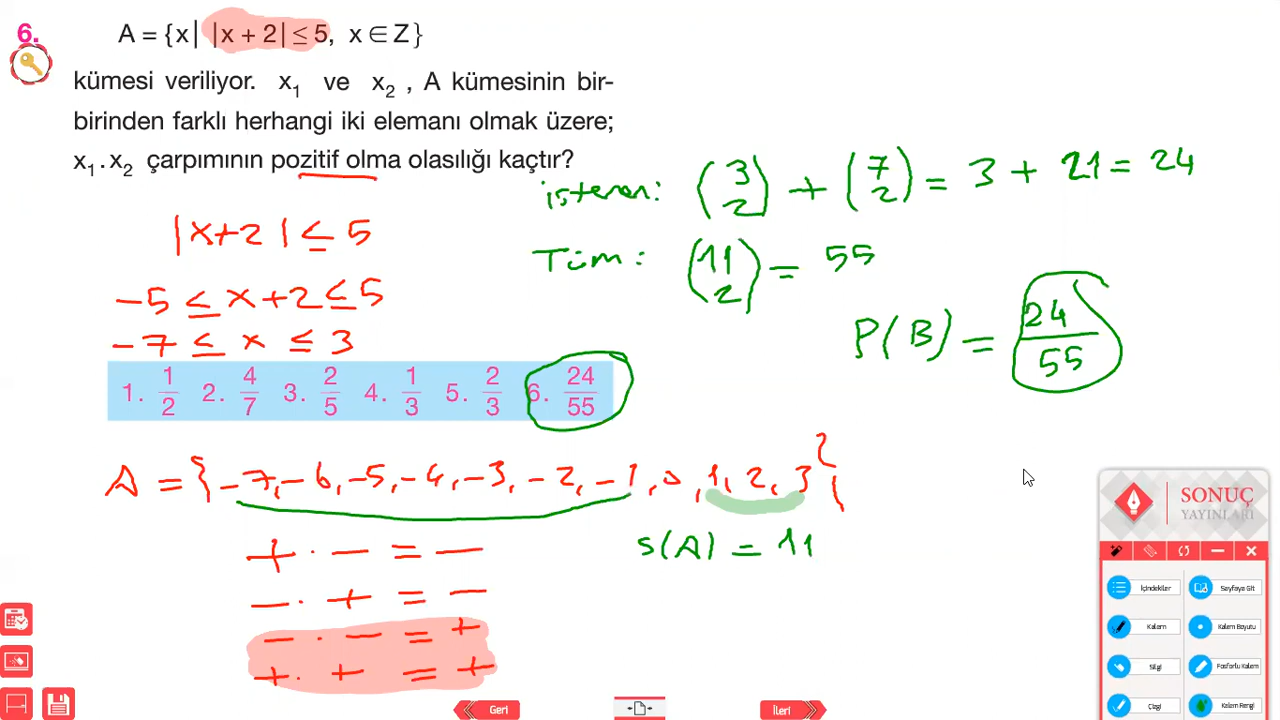 6. A = {x| |x + 2| ≤ 5, x ∈ Z}
kümesi veriliyor. x₁ ve x₂ , A kümesinin bir-
birinden farklı herhangi iki elemanı olmak üzere;
x₁ . x₂ çarpımının pozitif olma olasılığı kaçtır?
istenen: (3 2) + (7 2) = 3 + 21 = 24
Tüm: (11 2) = 55
P(B) = 24/55
|x+2| ≤ 5
-5 ≤ x+2 ≤ 5
-7 ≤ x ≤ 3
1. 1/2 2. 4/7 3. 2/5 4. 1/3 5. 2/3 6. 24/55
A = {-7,-6,-5,-4,-3,-2,-1,0,1,2,3}
s(A) = 11
+ . - = -
- . + = -
- . - = +
+ . + = +
SONUÇ
YAYINLARI
İçindekiler
Sayfaya Git
Kalem
Kalem Boyutu
Silgi
Fosforlu Kalem
Çizgi
Kalem Rengi
Geri
İleri